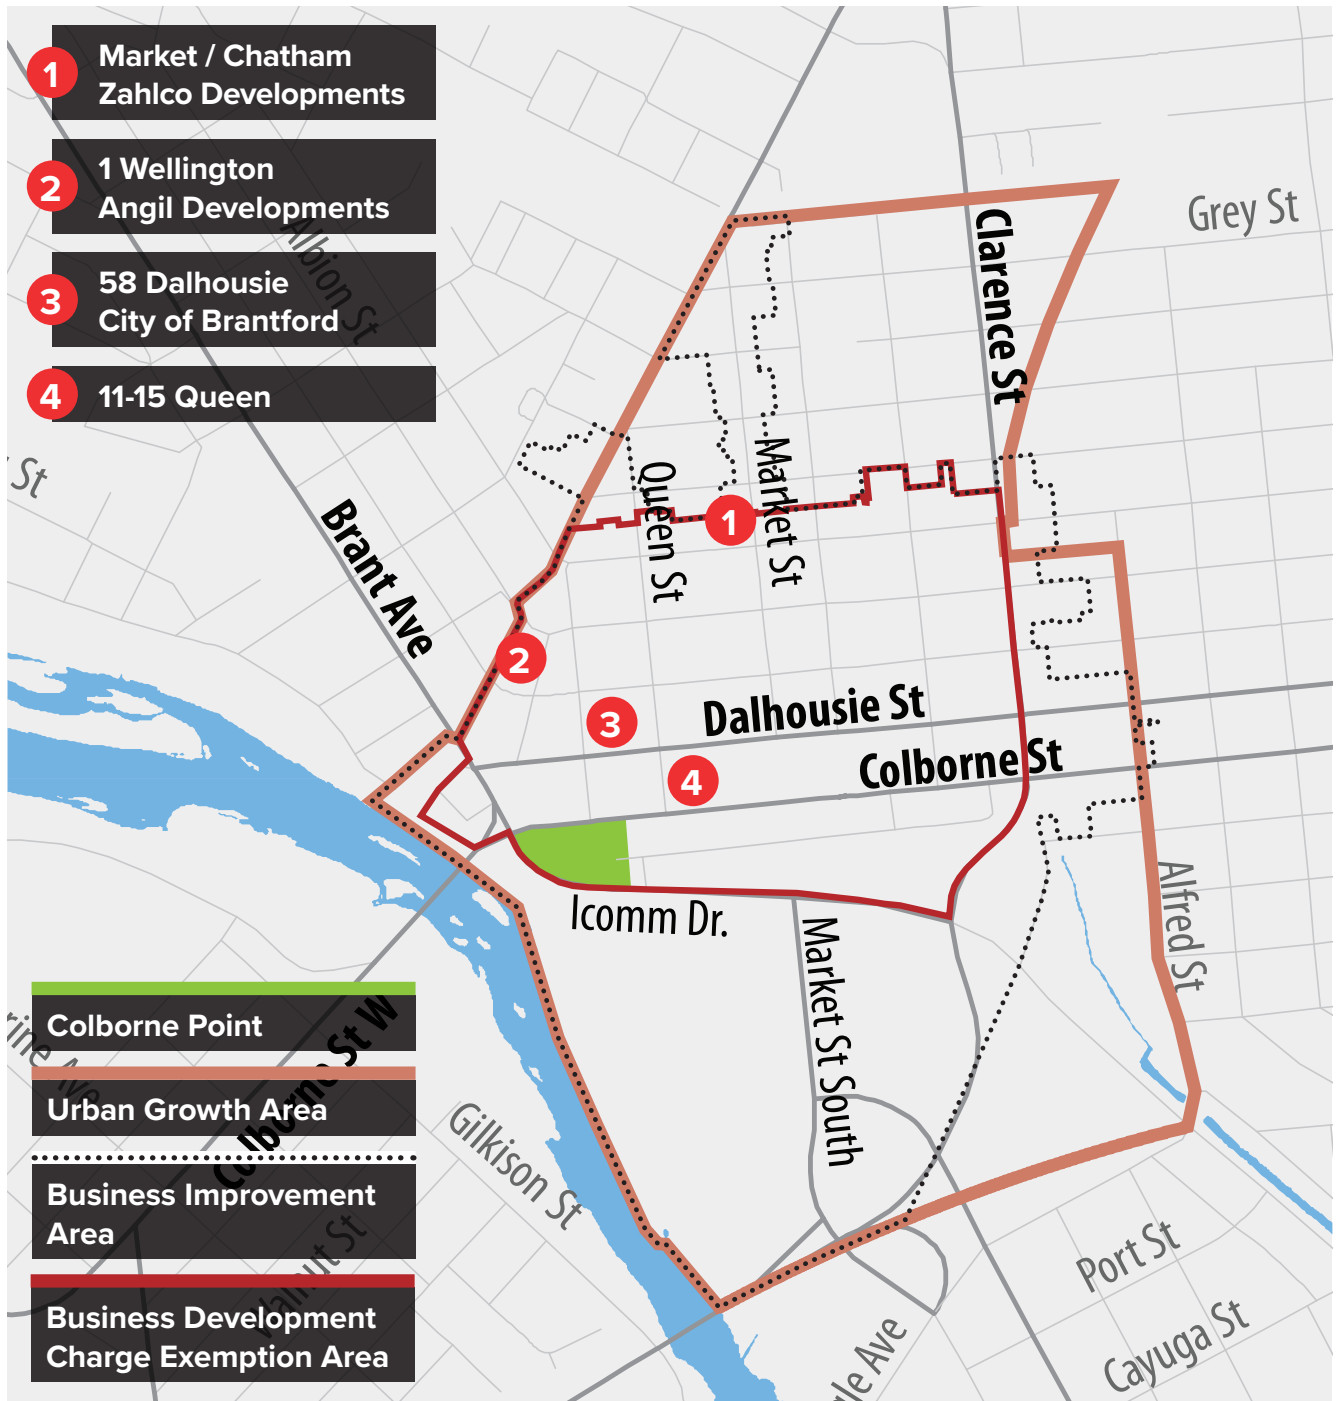 1
Market / Chatham
Zahlco Developments
2
1 Wellington
Angil Developments
3
58 Dalhousie
City of Brantford
4
11-15 Queen
Albion St
Grey St
Clarence St
St
Brant Ave
Queen St
Market St
1
2
3
4
Dalhousie St
Colborne St
Icomm Dr.
Market St South
Alfred St
Colborne St W
Gilkison St
Walnut St
Port St
Cayuga St
Ave
Colborne Point
Urban Growth Area
Business Improvement
Area
Business Development
Charge Exemption Area